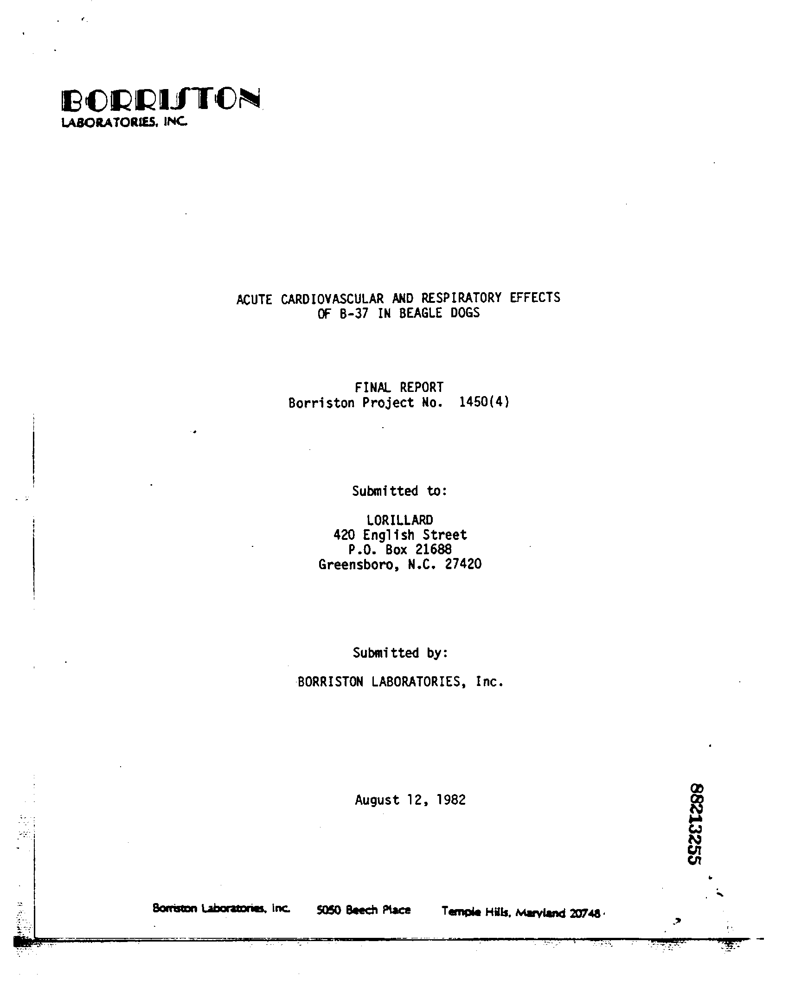 BORRISTON
LABORATORIES, INC.
ACUTE CARDIOVASCULAR AND RESPIRATORY EFFECTS
OF B-37 IN BEAGLE DOGS
FINAL REPORT
Borriston Project No. 1450(4)
Submitted to:
LORILLARD
420 English Street
P.O. Box 21688
Greensboro, N.C. 27420
Submitted by:
BORRISTON LABORATORIES, Inc.
August 12, 1982
88213255
Borriston Laboratories, Inc. 5050 Beech Place Temple Hills, Maryland 20748